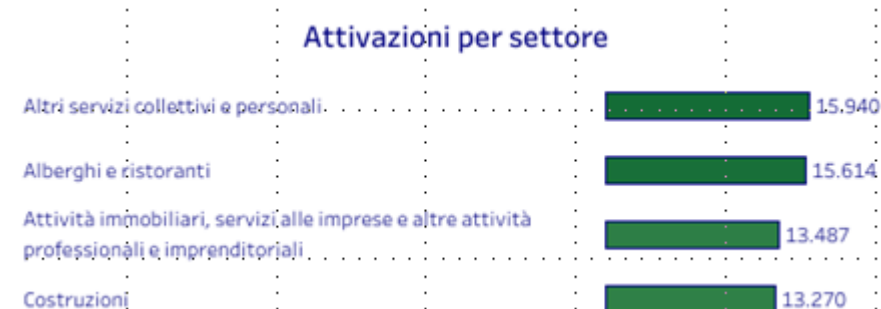 Attivazioni per settore
Altri servizi collettivi e personali
15.940
Alberghi e ristoranti
15.614
Attività immobiliari, servizi alle imprese e altre attività
professionali e imprenditoriali
13.487
Costruzioni
13.270